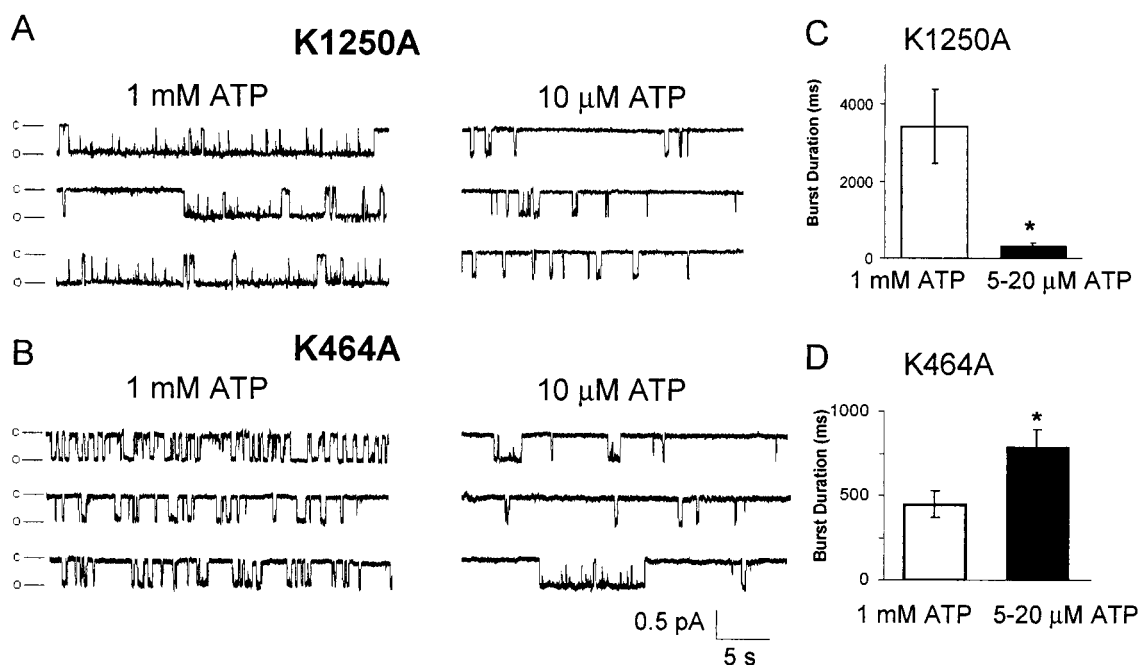 A
K1250A
1 mM ATP
10 μM ATP
C
O
C
O
C
O
B
K464A
1 mM ATP
10 μM ATP
C
O
C
O
C
O
0.5 pA
5 s
C
K1250A
Burst Duration (ms)
4000
2000
0
1 mM ATP
5-20 μM ATP
*
D
K464A
Burst Duration (ms)
1000
500
0
1 mM ATP
5-20 μM ATP
*